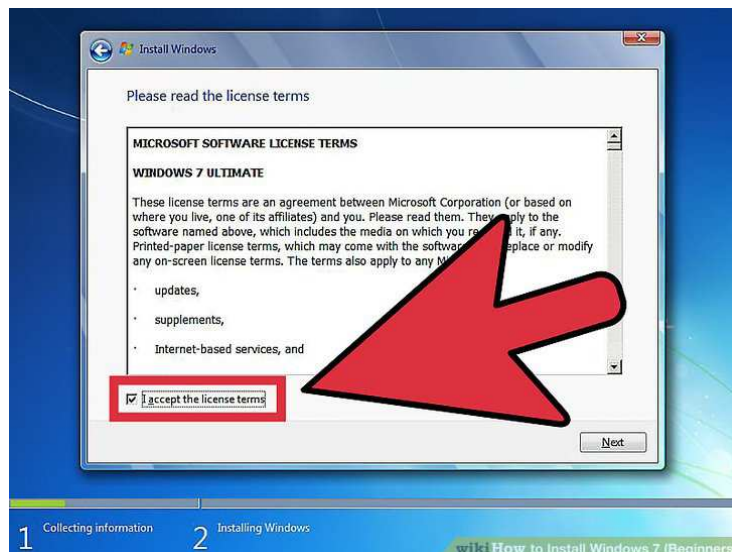 Install Windows
Please read the license terms
MICROSOFT SOFTWARE LICENSE TERMS
WINDOWS 7 ULTIMATE
These license terms are an agreement between Microsoft Corporation (or based on
where you live, one of its affiliates) and you. Please read them. They apply to the
software named above, which includes the media on which you it, if any.
Printed-paper license terms, which may come with the replace or modify
any on-screen license terms. The terms also apply to any
· updates,
· supplements,
· Internet-based services, and
I accept the license terms
Next
1 Collecting information 2 Installing Windows
wikiHow to Install Windows 7 (Beginners